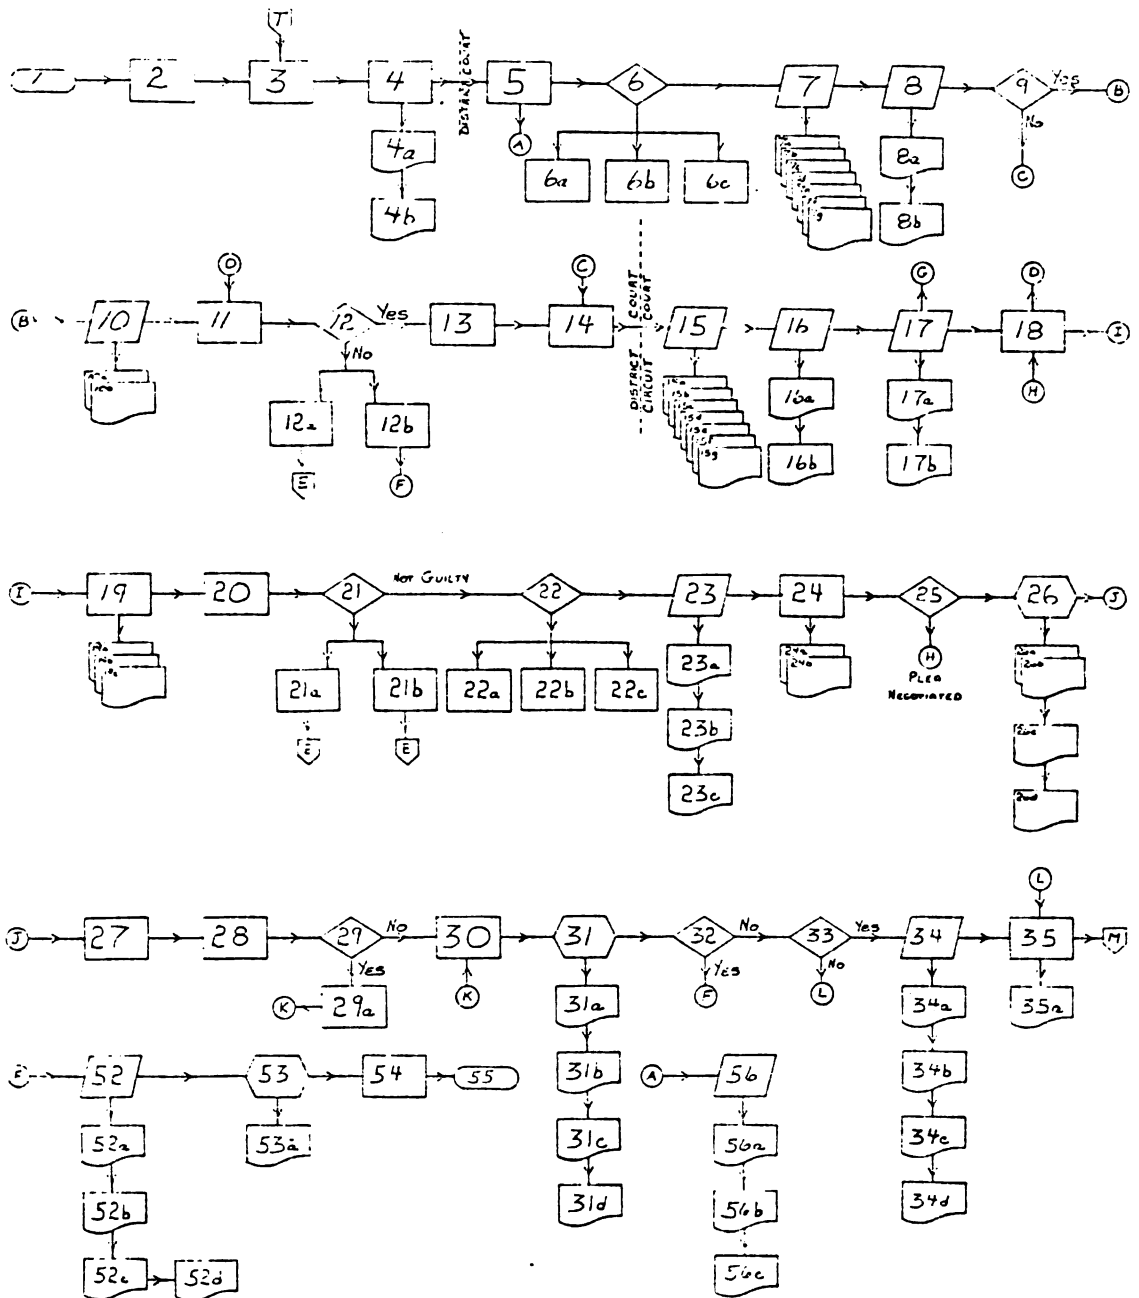 T
1 2 3 4 DISTRICT COURT 5 6 7 8 9 Yes B
No
4a A 8a
6a 6b 6c C
4b g 8b
O C G D
B 10 11 12 Yes 13 14 DISTRICT COURT CIRCUIT COURT 15 16 17 18 I
No
12a 12b 16a 17a H
15g
E F 16b 17b
I 19 20 21 NOT GUILTY 22 23 24 25 26 J
23a 24a H
21a 21b 22a 22b 22c PLEA
NEGOTIATED
E E 23b
23c
L
J 27 28 29 No 30 31 32 No 33 Yes 34 35 M
Yes Yes No
K 29a K 31a F L 34a 35a
E 52 53 54 55 31b A 56 34b
52a 53a 31c 56a 34c
52b 31d 56b 34d
52c 52d 56c